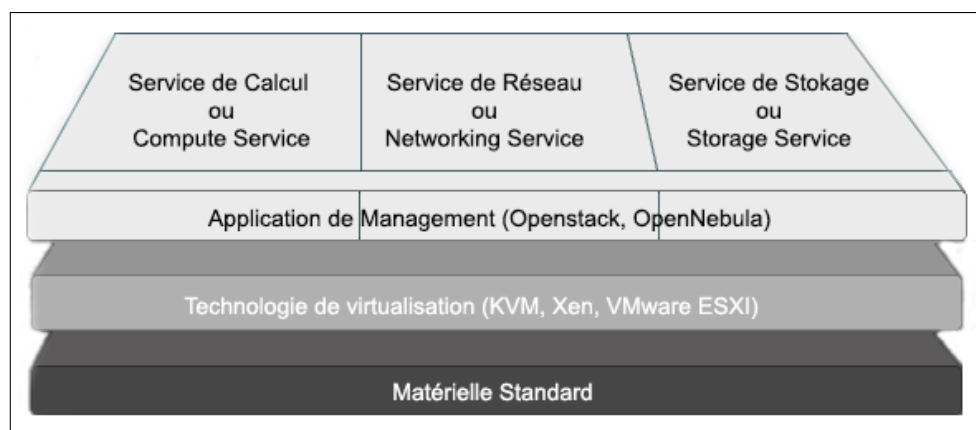 Service de Calcul
ou
Compute Service
Service de Réseau
ou
Networking Service
Service de Stokage
ou
Storage Service
Application de Management (Openstack, OpenNebula)
Technologie de virtualisation (KVM, Xen, VMware ESXI)
Matérielle Standard